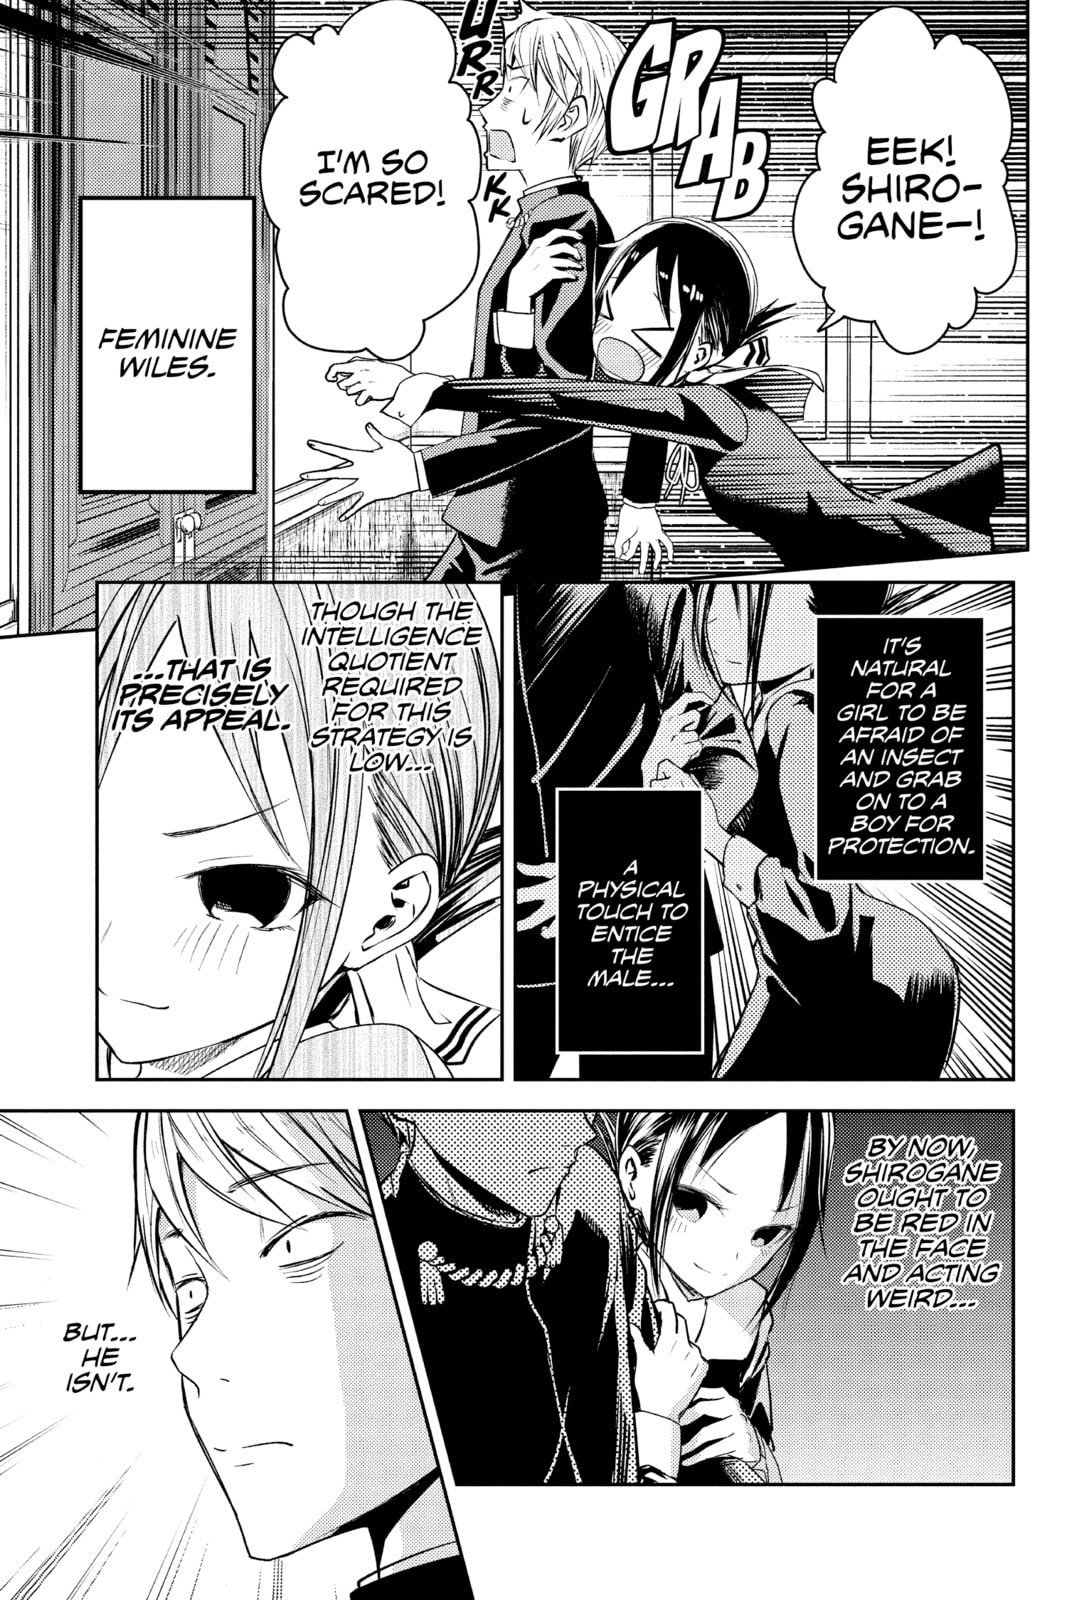 EEK!
SHIRO-
GANE—!
GRAB
URRKK
I'M SO
SCARED!
FEMININE
WILES.
IT'S
NATURAL
FOR A
GIRL TO BE
AFRAID OF
AN INSECT
AND GRAB
ON TO A
BOY FOR
PROTECTION.
A
PHYSICAL
TOUCH TO
ENTICE
THE
MALE...
THOUGH THE
INTELLIGENCE
QUOTIENT
REQUIRED
FOR THIS
STRATEGY IS
LOW...
...THAT IS
PRECISELY
ITS APPEAL.
BY NOW,
SHIROGANE
OUGHT TO
BE RED IN
THE FACE
AND ACTING
WEIRD...
BUT...
HE
ISN'T.